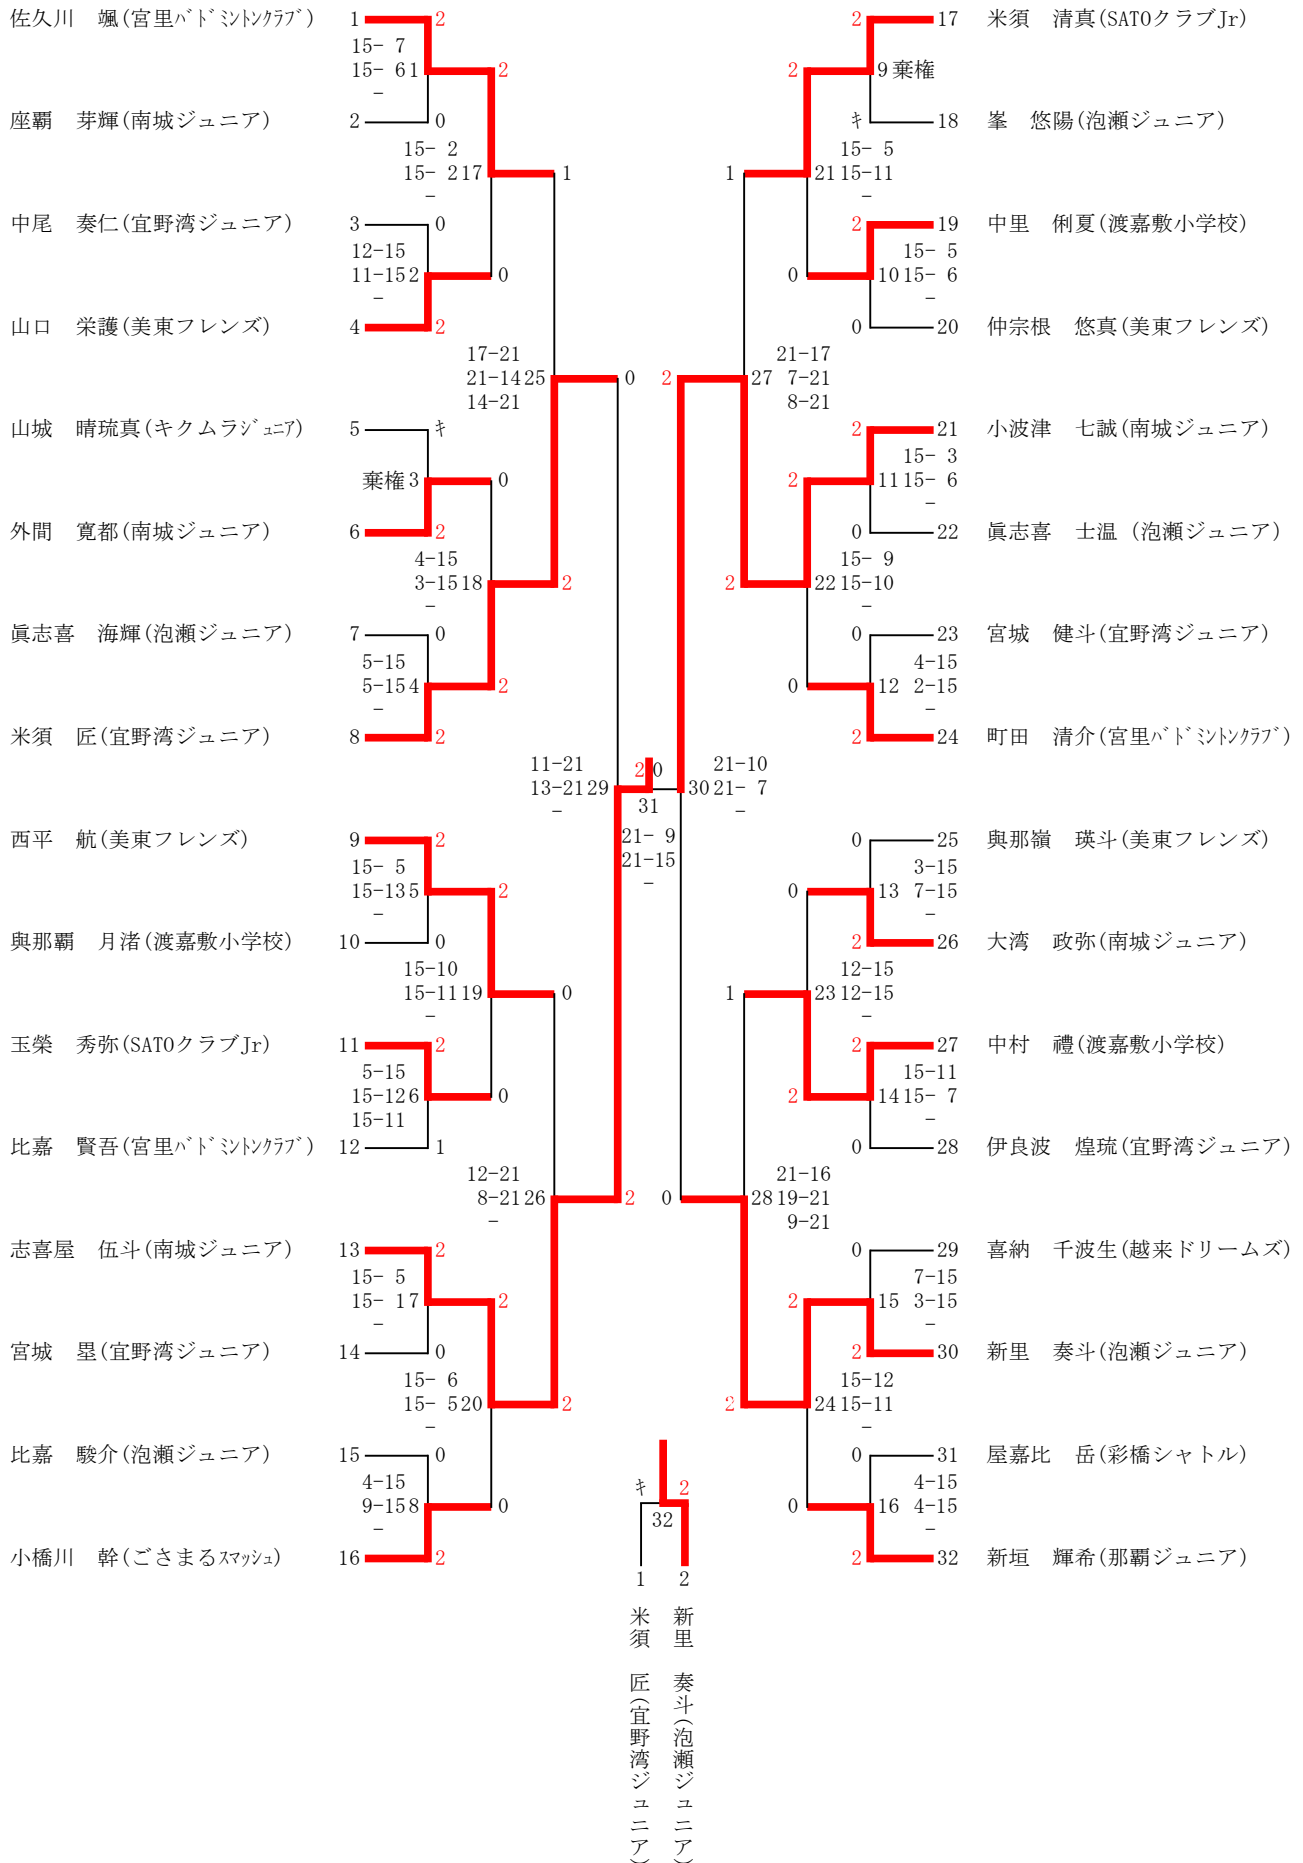 佐久川　颯(宮里ﾊﾞﾄﾞﾐﾝﾄﾝｸﾗﾌﾞ) 1 2
15- 7
15- 6 1 2
-
座覇　芽輝(南城ジュニア) 2 0
15- 2
15- 2 17 1
-
中尾　奏仁(宜野湾ジュニア) 3 0
12-15
11-15 2 0
-
山口　栄護(美東フレンズ) 4 2
17-21
21-14 25 0
14-21
山城　晴琉真(キクムラｼﾞｭﾆｱ) 5 ｷ
棄権 3 0
外間　寛都(南城ジュニア) 6 2
4-15
3-15 18 2
-
眞志喜　海輝(泡瀬ジュニア) 7 0
5-15
5-15 4 2
-
米須　匠(宜野湾ジュニア) 8 2
11-21
13-21 29
-
2 0
31
21- 9
21-15
-
西平　航(美東フレンズ) 9 2
15- 5
15-13 5 2
-
與那覇　月渚(渡嘉敷小学校) 10 0
15-10
15-11 19 0
-
玉榮　秀弥(SATOクラブJr) 11 2
5-15
15-12 6 0
15-11
比嘉　賢吾(宮里ﾊﾞﾄﾞﾐﾝﾄﾝｸﾗﾌﾞ) 12 1
12-21
8-21 26 2
-
志喜屋　伍斗(南城ジュニア) 13 2
15- 5
15- 1 7 2
-
宮城　塁(宜野湾ジュニア) 14 0
15- 6
15- 5 20 2
-
比嘉　駿介(泡瀬ジュニア) 15 0
4-15
9-15 8 0
-
小橋川　幹(ごさまるｽﾏｯｼｭ) 16 2
2 17 米須　清真(SATOクラブJr)
2 9 棄権
ｷ 18 峯　悠陽(泡瀬ジュニア)
15- 5
1 21 15-11
-
2 19 中里　俐夏(渡嘉敷小学校)
15- 5
0 10 15- 6
-
0 20 仲宗根　悠真(美東フレンズ)
21-17
2 27 7-21
8-21
2 21 小波津　七誠(南城ジュニア)
15- 3
2 11 15- 6
-
0 22 眞志喜　士温 (泡瀬ジュニア)
15- 9
2 22 15-10
-
0 23 宮城　健斗(宜野湾ジュニア)
4-15
0 12 2-15
-
2 24 町田　清介(宮里ﾊﾞﾄﾞﾐﾝﾄﾝｸﾗﾌﾞ)
21-10
30 21- 7
-
0 25 與那嶺　瑛斗(美東フレンズ)
3-15
0 13 7-15
-
2 26 大湾　政弥(南城ジュニア)
12-15
1 23 12-15
-
2 27 中村　禮(渡嘉敷小学校)
15-11
2 14 15- 7
-
0 28 伊良波　煌琉(宜野湾ジュニア)
21-16
0 28 19-21
9-21
0 29 喜納　千波生(越来ドリームズ)
7-15
2 15 3-15
-
2 30 新里　奏斗(泡瀬ジュニア)
15-12
2 24 15-11
-
0 31 屋嘉比　岳(彩橋シャトル)
4-15
0 16 4-15
-
2 32 新垣　輝希(那覇ジュニア)
ｷ 2
32
1 2
米須　匠(宜野湾ジュニア)
新里　奏斗(泡瀬ジュニア)